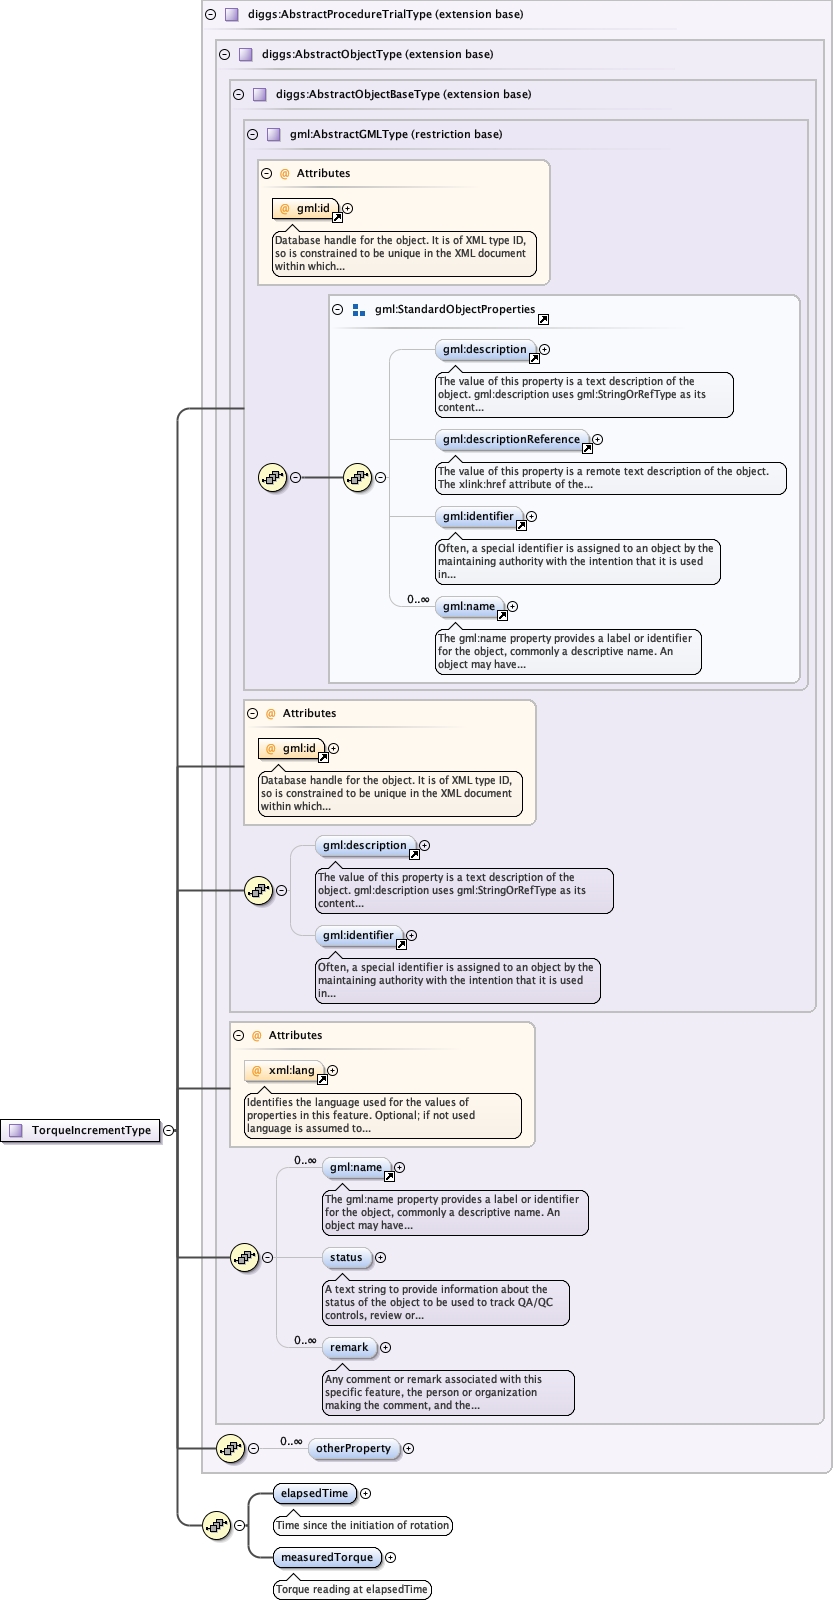 diggs:AbstractProcedureTrialType (extension base)
diggs:AbstractObjectType (extension base)
diggs:AbstractObjectBaseType (extension base)
gml:AbstractGMLType (restriction base)
@ Attributes
@ gml:id
Database handle for the object. It is of XML type ID,
so is constrained to be unique in the XML document
within which...
gml:StandardObjectProperties
gml:description
The value of this property is a text description of the
object. gml:description uses gml:StringOrRefType as its
content...
gml:descriptionReference
The value of this property is a remote text description of the object.
The xlink:href attribute of the...
gml:identifier
Often, a special identifier is assigned to an object by the
maintaining authority with the intention that it is used
in...
0..∞
gml:name
The gml:name property provides a label or identifier
for the object, commonly a descriptive name. An
object may have...
@ Attributes
@ gml:id
Database handle for the object. It is of XML type ID,
so is constrained to be unique in the XML document
within which...
gml:description
The value of this property is a text description of the
object. gml:description uses gml:StringOrRefType as its
content...
gml:identifier
Often, a special identifier is assigned to an object by the
maintaining authority with the intention that it is used
in...
@ Attributes
@ xml:lang
Identifies the language used for the values of
properties in this feature. Optional; if not used
language is assumed to...
TorqueIncrementType
0..∞
gml:name
The gml:name property provides a label or identifier
for the object, commonly a descriptive name. An
object may have...
status
A text string to provide information about the
status of the object to be used to track QA/QC
controls, review or...
0..∞
remark
Any comment or remark associated with this
specific feature, the person or organization
making the comment, and the...
0..∞
otherProperty
elapsedTime
Time since the initiation of rotation
measuredTorque
Torque reading at elapsedTime